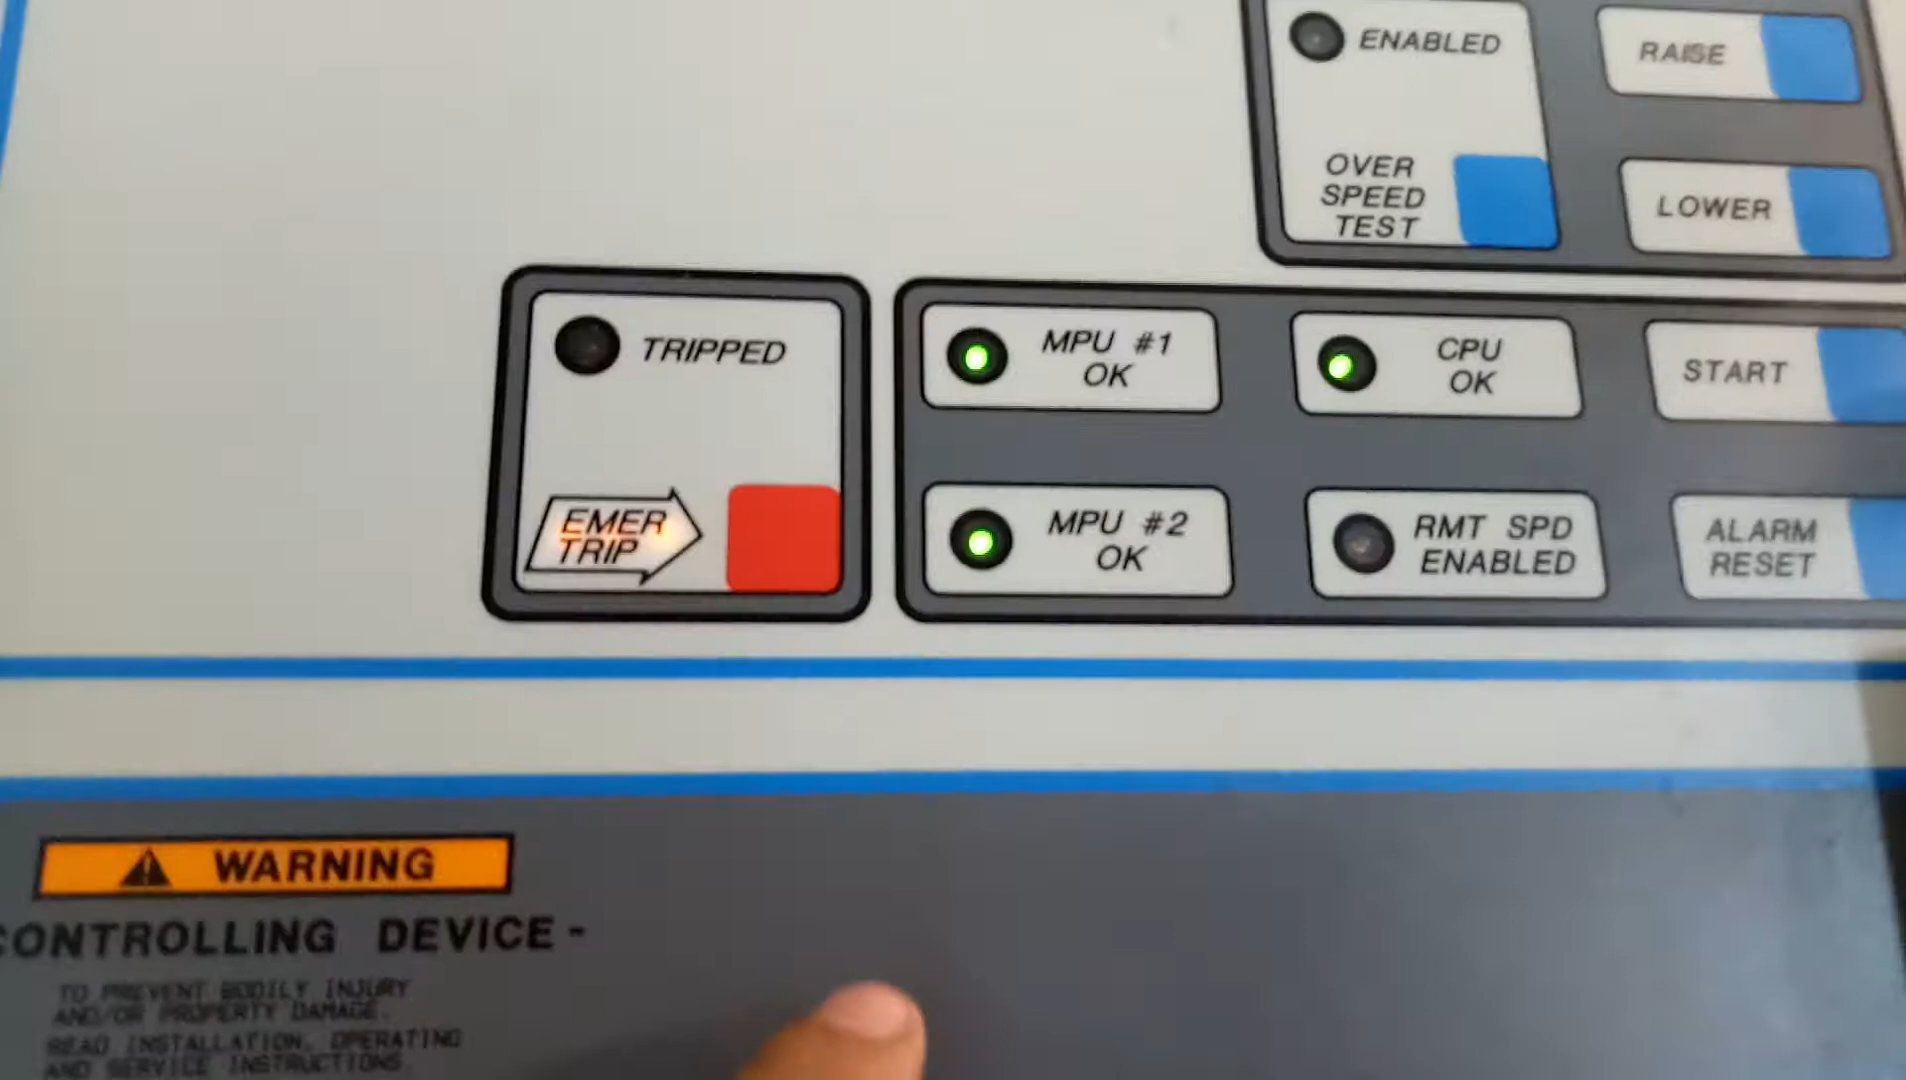 ENABLED
OVER
SPEED
TEST
RAISE
LOWER
TRIPPED
EMER
TRIP
MPU #1
OK
CPU
OK
START
MPU #2
OK
RMT SPD
ENABLED
ALARM
RESET
WARNING
CONTROLLING DEVICE-
TO PREVENT BODILY INJURY
AND/OR PROPERTY DAMAGE.
READ INSTALLATION, OPERATING
AND SERVICE INSTRUCTIONS.